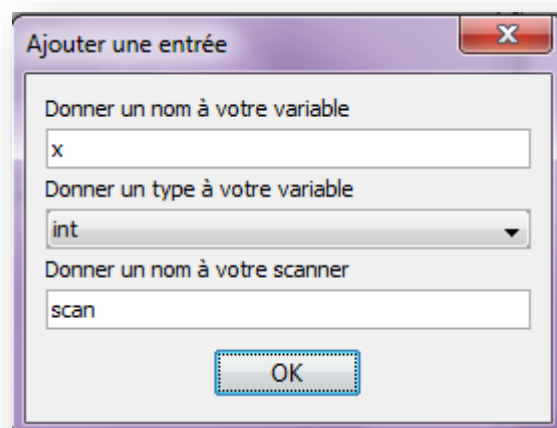 Ajouter une entrée
Donner un nom à votre variable
x
Donner un type à votre variable
int
Donner un nom à votre scanner
scan
OK